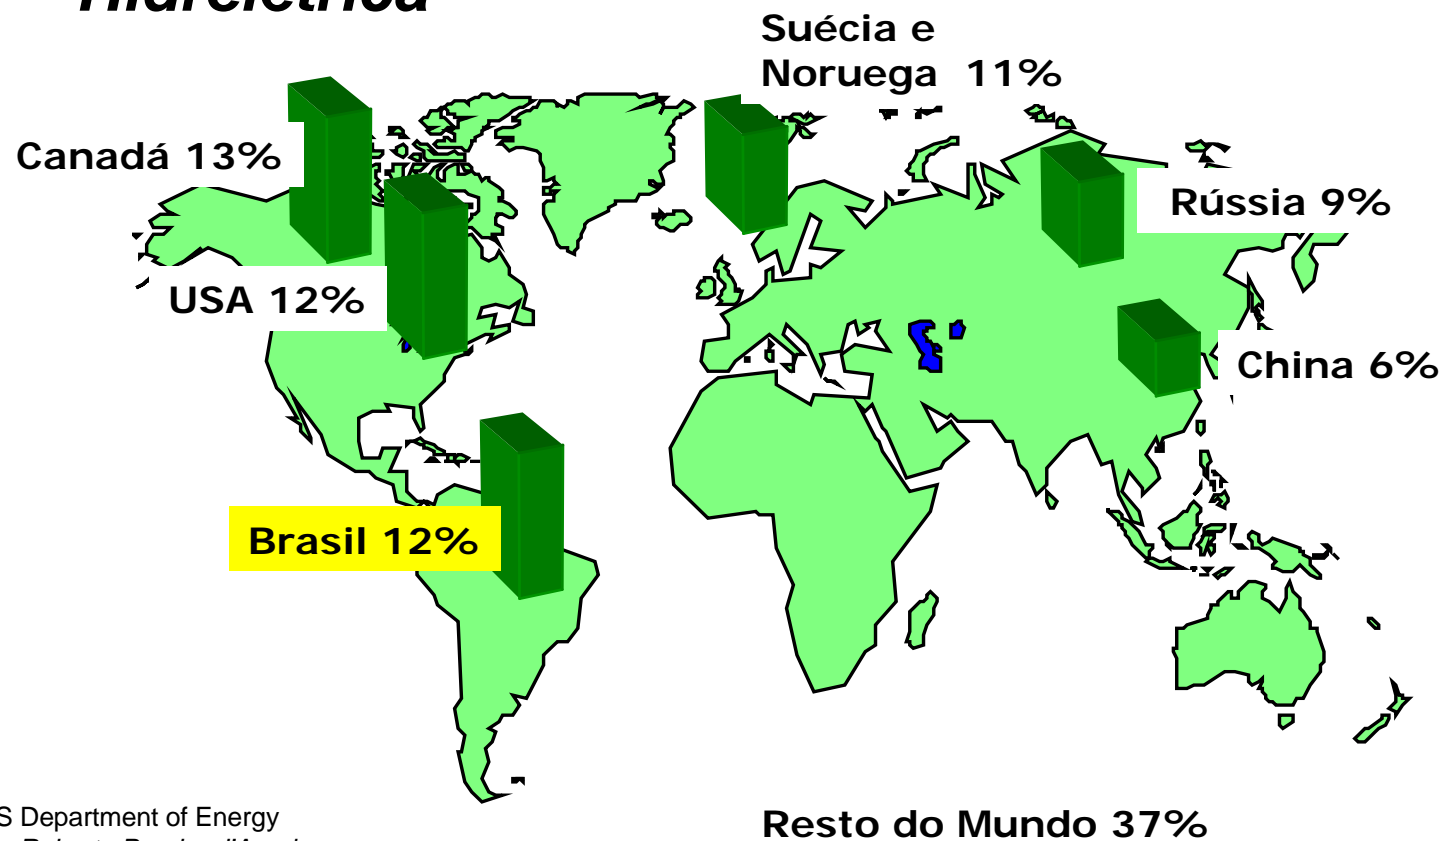 Hidrelétrica
Suécia e
Noruega 11%
Canadá 13%
Rússia 9%
USA 12%
China 6%
Brasil 12%
S Department of Energy
Resto do Mundo 37%